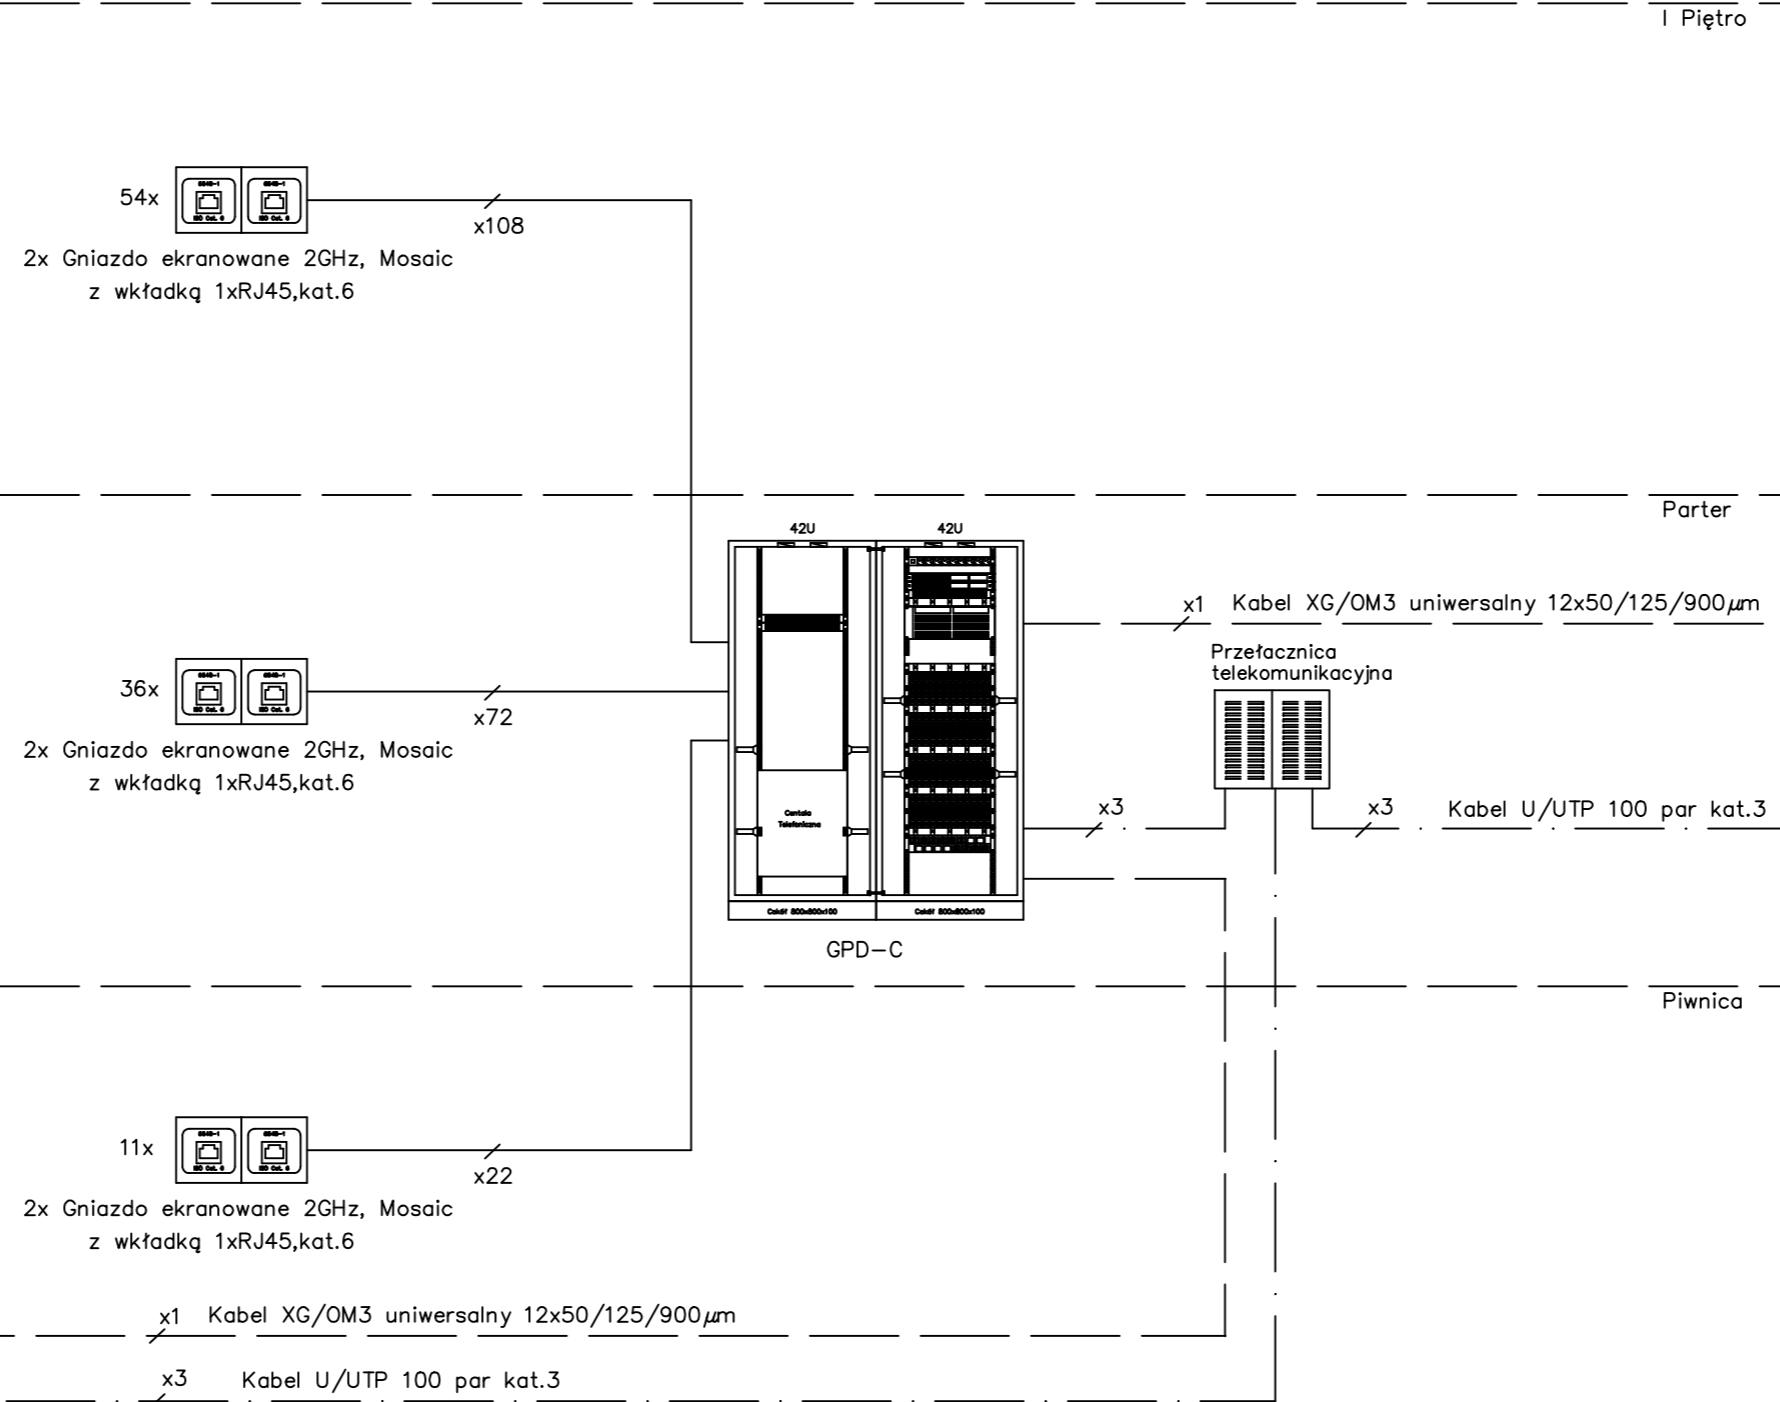 I Piętro
54x
x108
2x Gniazdo ekranowane 2GHz, Mosaic
z wkładką 1xRJ45,kat.6
Parter
42U 42U
x1 Kabel XG/OM3 uniwersalny 12x50/125/900µm
Przełacznica
telekomunikacyjna
36x
x72
2x Gniazdo ekranowane 2GHz, Mosaic
z wkładką 1xRJ45,kat.6
x3
x3 Kabel U/UTP 100 par kat.3
Telefoniczna
GPD-C
Piwnica
11x
x22
2x Gniazdo ekranowane 2GHz, Mosaic
z wkładką 1xRJ45,kat.6
x1 Kabel XG/OM3 uniwersalny 12x50/125/900µm
x3 Kabel U/UTP 100 par kat.3